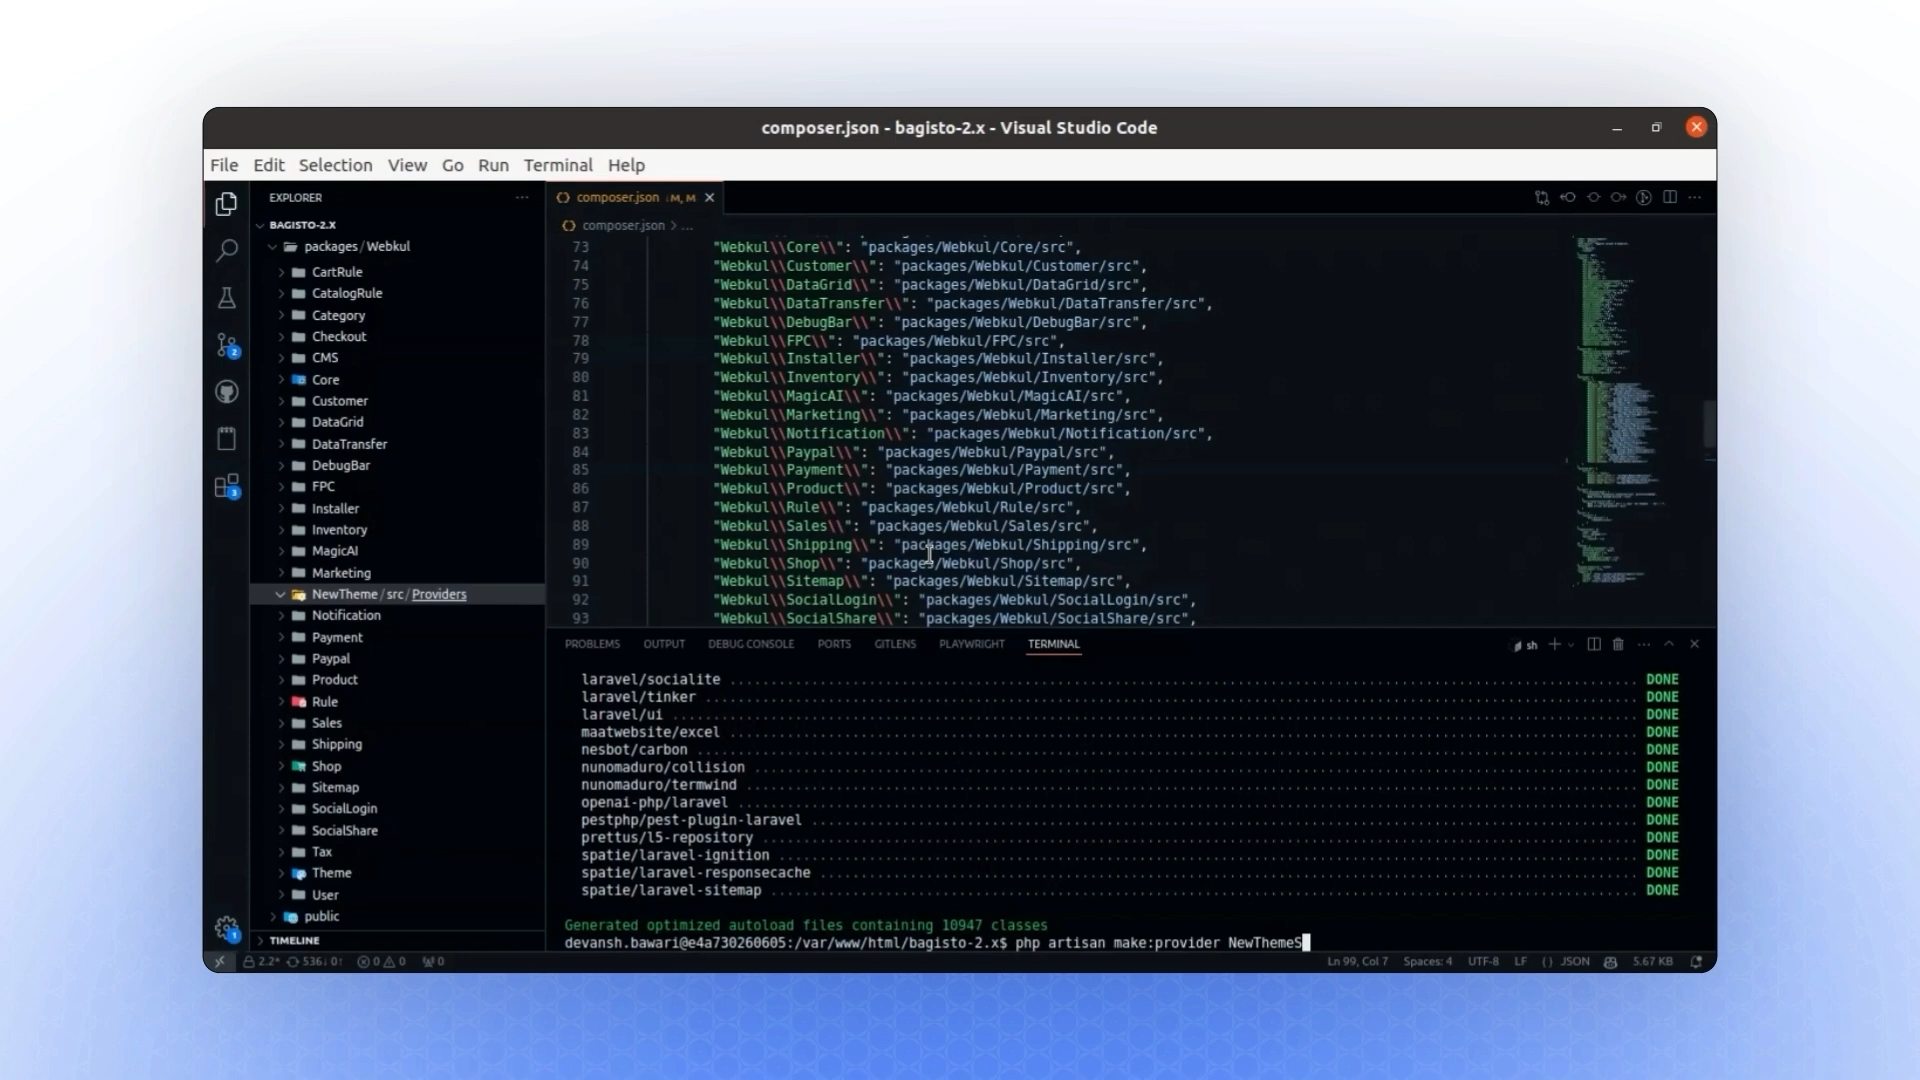 composer.json - bagisto-2.x - Visual Studio Code
File Edit Selection View Go Run Terminal Help
EXPLORER
BAGISTO-2.X
packages/Webkul
CartRule
CatalogRule
Category
Checkout
CMS
Core
Customer
DataGrid
DataTransfer
DebugBar
FPC
Installer
Inventory
MagicAI
Marketing
NewTheme/src/Providers
Notification
Payment
Paypal
Product
Rule
Sales
Shipping
Shop
Sitemap
SocialLogin
SocialShare
Tax
Theme
User
public
TIMELINE
2
3
1
composer.json ↓M, M
composer.json > ...
73 "Webkul\\Core\\": "packages/Webkul/Core/src",
74 "Webkul\\Customer\\": "packages/Webkul/Customer/src",
75 "Webkul\\DataGrid\\": "packages/Webkul/DataGrid/src",
76 "Webkul\\DataTransfer\\": "packages/Webkul/DataTransfer/src",
77 "Webkul\\DebugBar\\": "packages/Webkul/DebugBar/src",
78 "Webkul\\FPC\\": "packages/Webkul/FPC/src",
79 "Webkul\\Installer\\": "packages/Webkul/Installer/src",
80 "Webkul\\Inventory\\": "packages/Webkul/Inventory/src",
81 "Webkul\\MagicAI\\": "packages/Webkul/MagicAI/src",
82 "Webkul\\Marketing\\": "packages/Webkul/Marketing/src",
83 "Webkul\\Notification\\": "packages/Webkul/Notification/src",
84 "Webkul\\Paypal\\": "packages/Webkul/Paypal/src",
85 "Webkul\\Payment\\": "packages/Webkul/Payment/src",
86 "Webkul\\Product\\": "packages/Webkul/Product/src",
87 "Webkul\\Rule\\": "packages/Webkul/Rule/src",
88 "Webkul\\Sales\\": "packages/Webkul/Sales/src",
89 "Webkul\\Shipping\\": "packages/Webkul/Shipping/src",
90 "Webkul\\Shop\\": "packages/Webkul/Shop/src",
91 "Webkul\\Sitemap\\": "packages/Webkul/Sitemap/src",
92 "Webkul\\SocialLogin\\": "packages/Webkul/SocialLogin/src",
93 "Webkul\\SocialShare\\": "packages/Webkul/SocialShare/src",
PROBLEMS OUTPUT DEBUG CONSOLE PORTS GITLENS PLAYWRIGHT TERMINAL sh
laravel/socialite DONE
laravel/tinker DONE
laravel/ui DONE
maatwebsite/excel DONE
nesbot/carbon DONE
nunomaduro/collision DONE
nunomaduro/termwind DONE
openai-php/laravel DONE
pestphp/pest-plugin-laravel DONE
prettus/l5-repository DONE
spatie/laravel-ignition DONE
spatie/laravel-responsecache DONE
spatie/laravel-sitemap DONE
Generated optimized autoload files containing 10947 classes
devansh.bawari@e4a730260605:/var/www/html/bagisto-2.x$ php artisan make:provider NewThemeS
2.2* 536↓ 0↑ 0 0 0 Ln 99, Col 7 Spaces: 4 UTF-8 LF {} JSON 5.67 KB